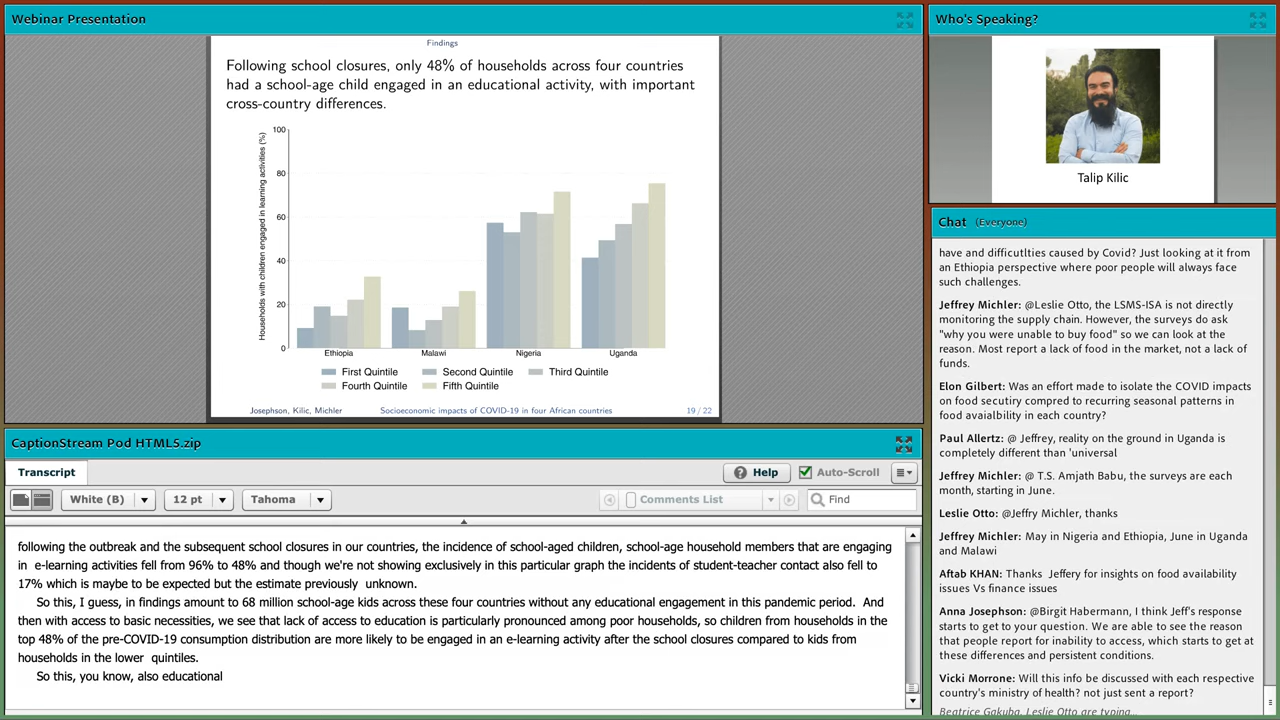 Webinar Presentation
Findings
Following school closures, only 48% of households across four countries
had a school-age child engaged in an educational activity, with important
cross-country differences.
Households with children engaged in learning activities (%)
100
80
60
40
20
0
Ethiopia Malawi Nigeria Uganda
First Quintile Second Quintile Third Quintile
Fourth Quintile Fifth Quintile
Josephson, Kilic, Michler Socioeconomic impacts of COVID-19 in four African countries 19 / 22
Who's Speaking?
Talip Kilic
Chat (Everyone)
have and difficutlties caused by Covid? Just looking at it from
an Ethiopia perspective where poor people will always face
such challenges.
Jeffrey Michler: @Leslie Otto, the LSMS-ISA is not directly
monitoring the supply chain. However, the surveys do ask
"why you were unable to buy food" so we can look at the
reason. Most report a lack of food in the market, not a lack of
funds.
Elon Gilbert: Was an effort made to isolate the COVID impacts
on food secutiry compred to recurring seasonal patterns in
food avaialbility in each country?
Paul Allertz: @ Jeffrey, reality on the ground in Uganda is
completely different than 'universal
Jeffrey Michler: @ T.S. Amjath Babu, the surveys are each
month, starting in June.
Leslie Otto: @Jeffry Michler, thanks
Jeffrey Michler: May in Nigeria and Ethiopia, June in Uganda
and Malawi
Aftab KHAN: Thanks Jeffery for insights on food availability
issues Vs finance issues
Anna Josephson: @Birgit Habermann, I think Jeff's response
starts to get to your question. We are able to see the reason
that people report for inability to access, which starts to get at
these differences and persistent conditions.
Vicki Morrone: Will this info be discussed with each respective
country's ministry of health? not just sent a report?
Beatrice Gakuba, Leslie Otto are typing...
CaptionStream Pod HTML5.zip
Transcript Help Auto-Scroll
White (B) 12 pt Tahoma Comments List Find
following the outbreak and the subsequent school closures in our countries, the incidence of school-aged children, school-age household members that are engaging
in e-learning activities fell from 96% to 48% and though we're not showing exclusively in this particular graph the incidents of student-teacher contact also fell to
17% which is maybe to be expected but the estimate previously unknown.
So this, I guess, in findings amount to 68 million school-age kids across these four countries without any educational engagement in this pandemic period. And
then with access to basic necessities, we see that lack of access to education is particularly pronounced among poor households, so children from households in the
top 48% of the pre-COVID-19 consumption distribution are more likely to be engaged in an e-learning activity after the school closures compared to kids from
households in the lower quintiles.
So this, you know, also educational